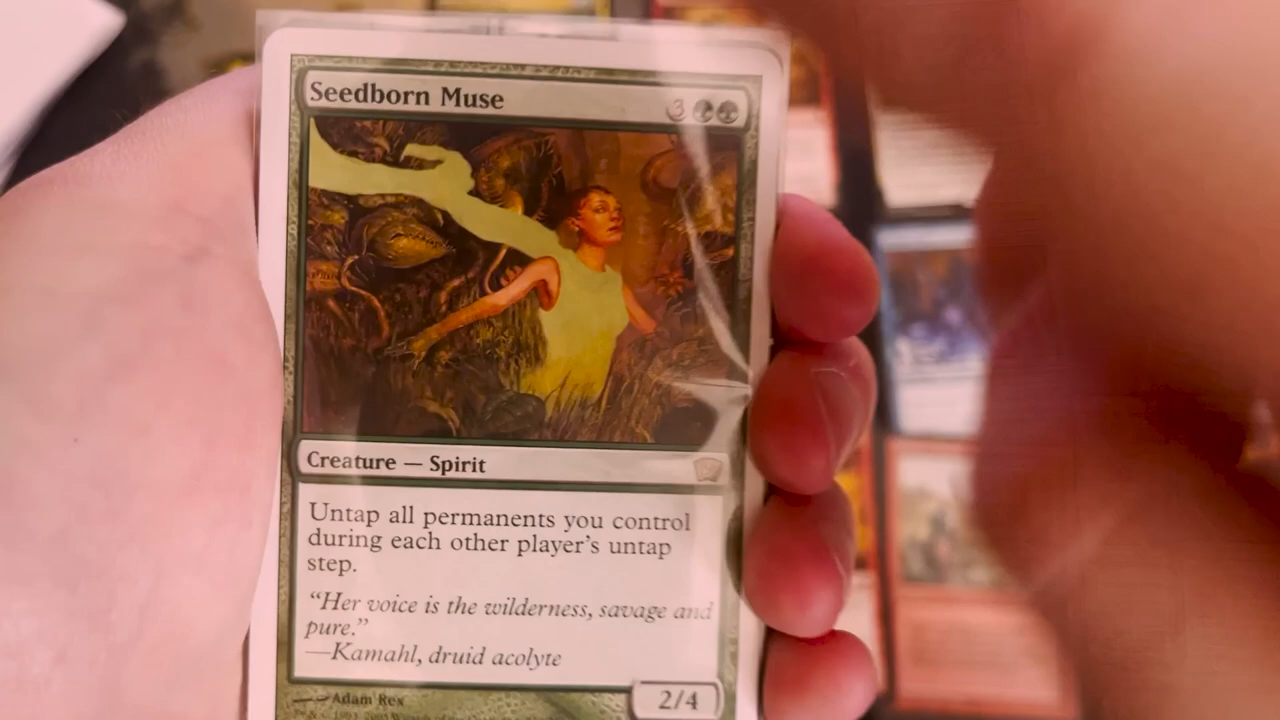 Seedborn Muse
3
Creature — Spirit
Untap all permanents you control
during each other player's untap
step.
"Her voice is the wilderness, savage and
pure."
—Kamahl, druid acolyte
Adam Rex
2/4